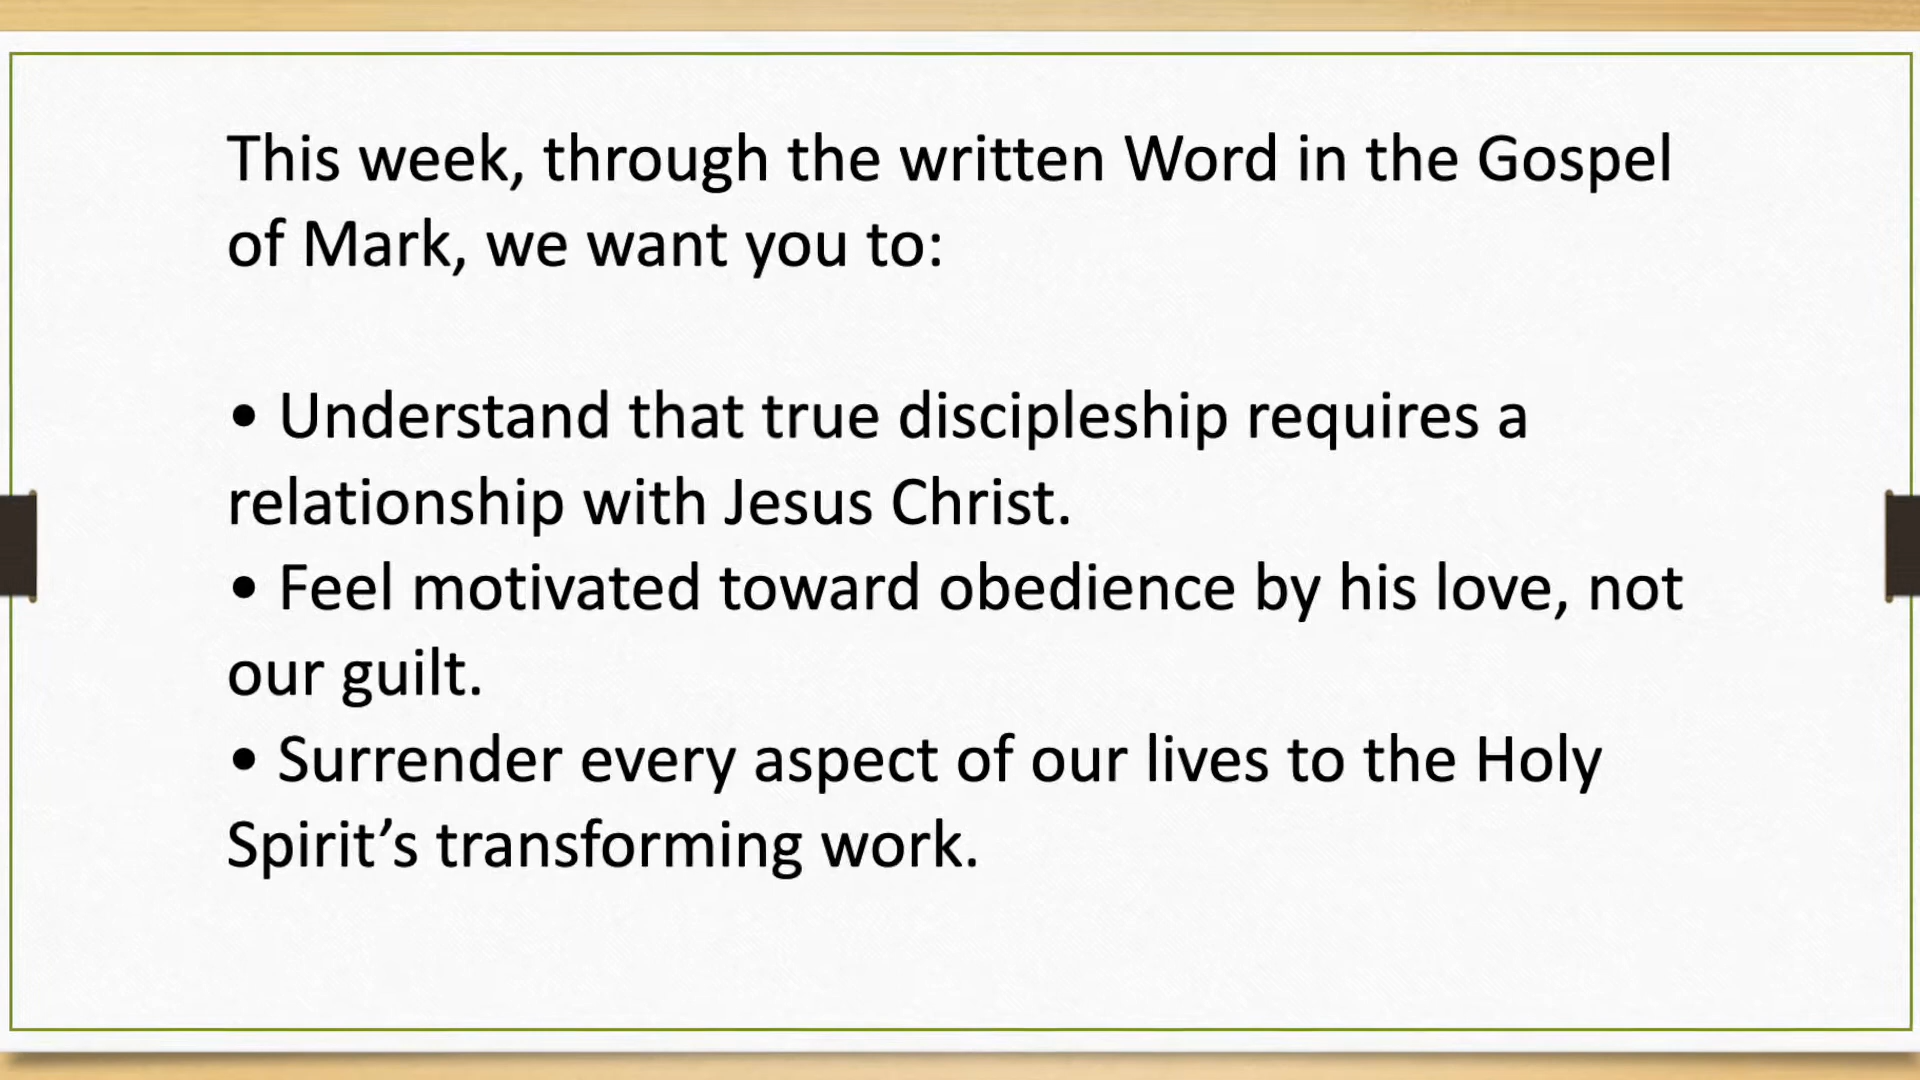 This week, through the written Word in the Gospel
of Mark, we want you to:
• Understand that true discipleship requires a
relationship with Jesus Christ.
• Feel motivated toward obedience by his love, not
our guilt.
• Surrender every aspect of our lives to the Holy
Spirit’s transforming work.